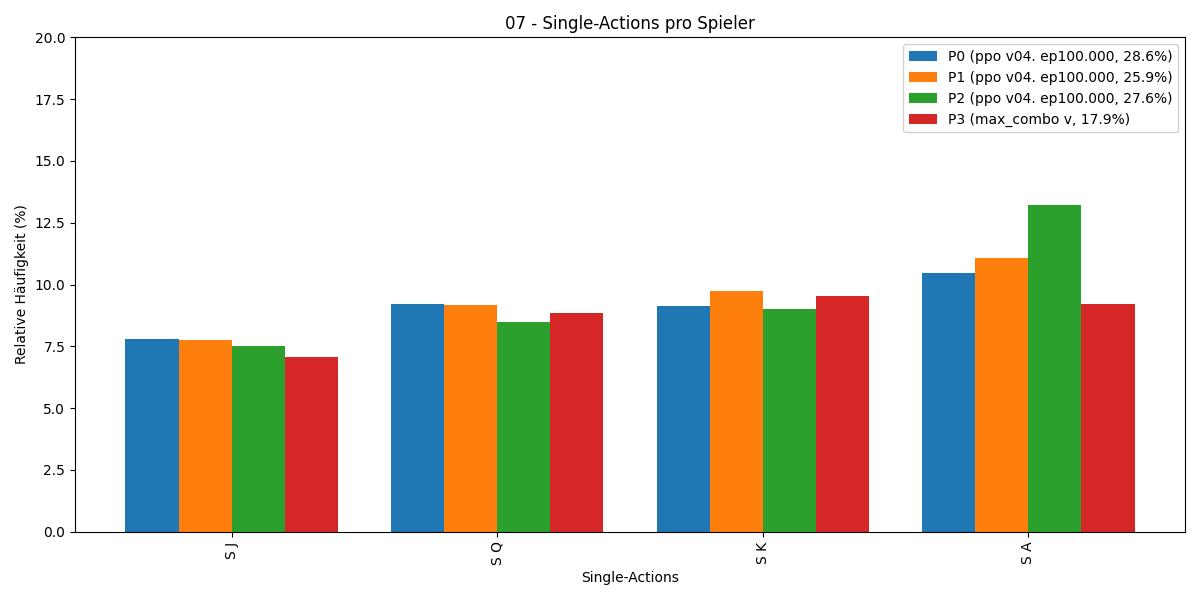 07 - Single-Actions pro Spieler
20.0
17.5
15.0
12.5
10.0
7.5
5.0
2.5
0.0
Relative Häufigkeit (%)
P0 (ppo v04. ep100.000, 28.6%)
P1 (ppo v04. ep100.000, 25.9%)
P2 (ppo v04. ep100.000, 27.6%)
P3 (max_combo v, 17.9%)
S J
S Q
S K
S A
Single-Actions